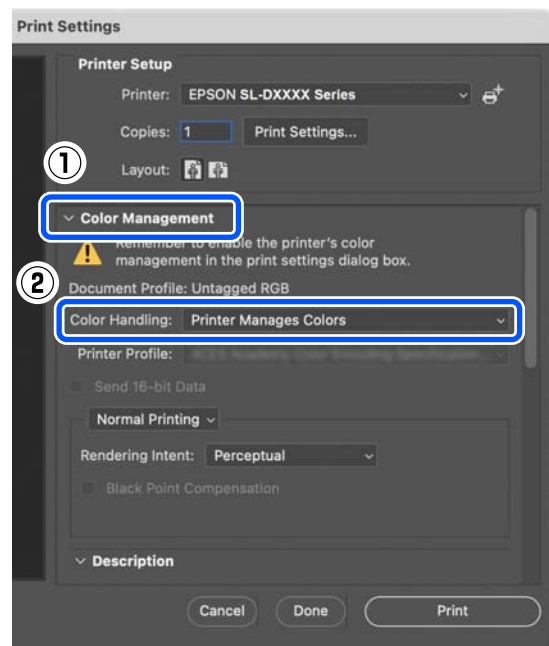 Print Settings
Printer Setup
Printer: EPSON SL-DXXXX Series
Copies: 1 Print Settings...
①
Layout:
Color Management
Remember to enable the printer's color
management in the print settings dialog box.
②
Document Profile: Untagged RGB
Color Handling: Printer Manages Colors
Printer Profile:
Send 16-bit Data
Normal Printing
Rendering Intent: Perceptual
Black Point Compensation
Description
Cancel Done Print